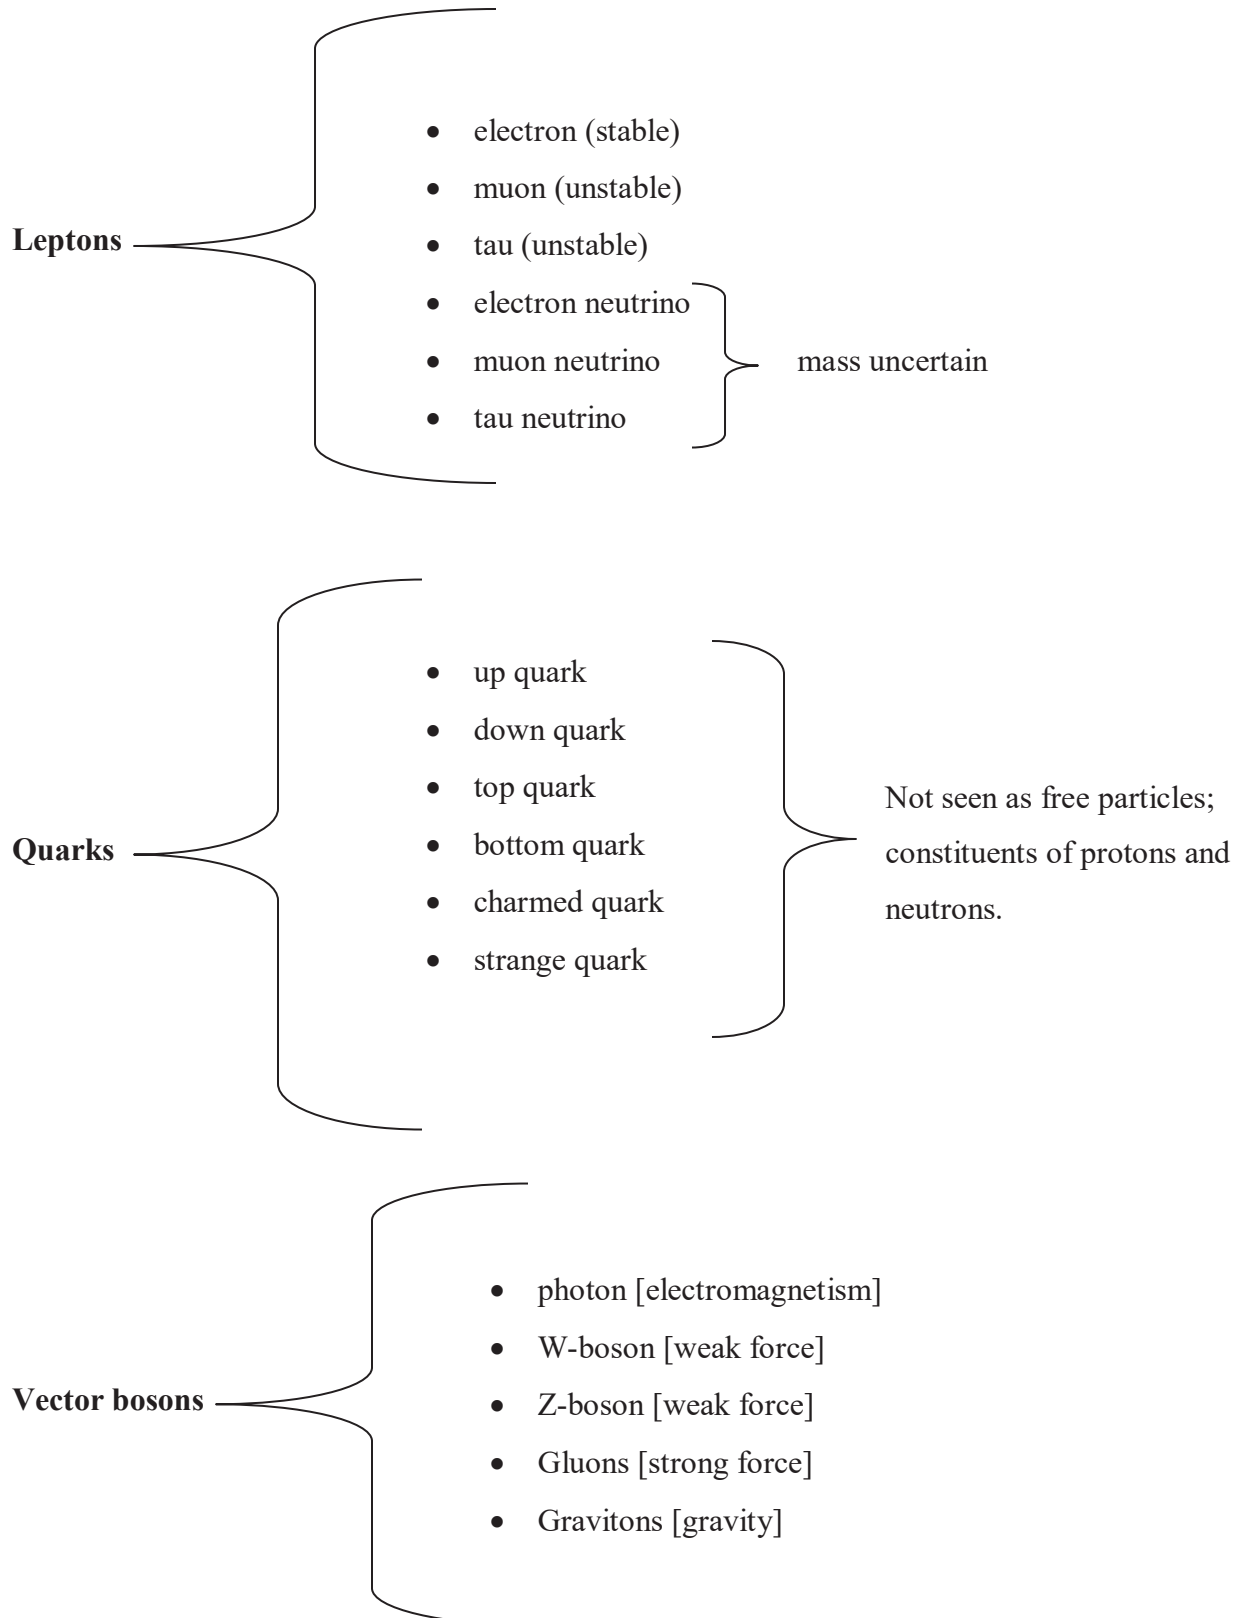 Leptons
• electron (stable)
• muon (unstable)
• tau (unstable)
• electron neutrino
• muon neutrino
• tau neutrino
mass uncertain
Quarks
• up quark
• down quark
• top quark
• bottom quark
• charmed quark
• strange quark
Not seen as free particles;
constituents of protons and
neutrons.
Vector bosons
• photon [electromagnetism]
• W-boson [weak force]
• Z-boson [weak force]
• Gluons [strong force]
• Gravitons [gravity]